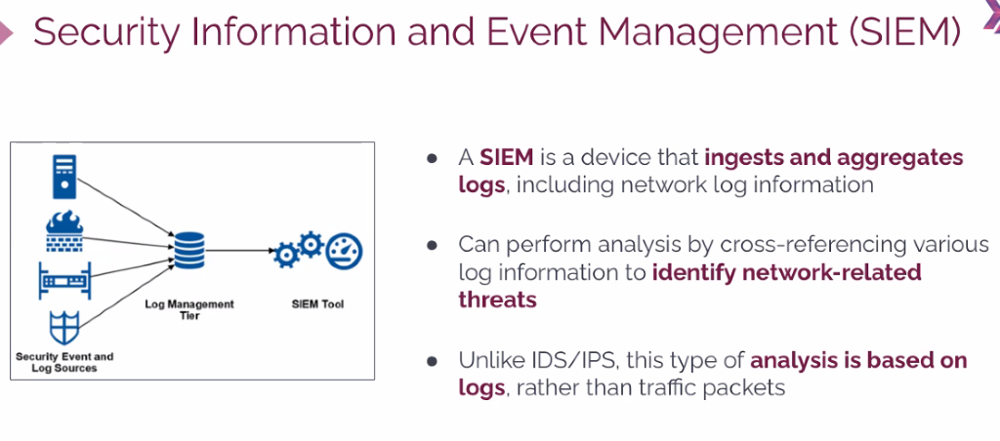 Security Information and Event Management (SIEM)
Log Management
Tier
SIEM Tool
Security Event and
Log Sources
● A SIEM is a device that ingests and aggregates
logs, including network log information
● Can perform analysis by cross-referencing various
log information to identify network-related
threats
● Unlike IDS/IPS, this type of analysis is based on
logs, rather than traffic packets